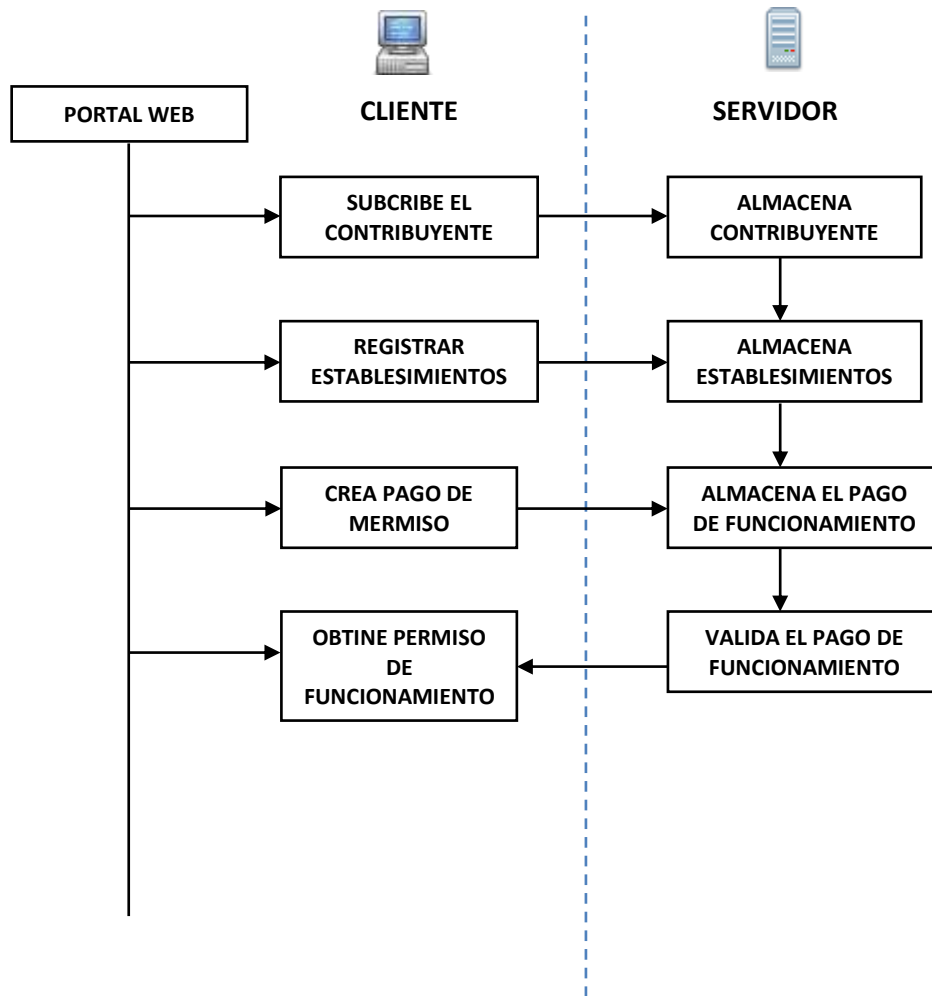 PORTAL WEB
CLIENTE
SERVIDOR
SUBCRIBE EL
CONTRIBUYENTE
ALMACENA
CONTRIBUYENTE
REGISTRAR
ESTABLESIMIENTOS
ALMACENA
ESTABLESIMIENTOS
CREA PAGO DE
MERMISO
ALMACENA EL PAGO
DE FUNCIONAMIENTO
OBTINE PERMISO
DE
FUNCIONAMIENTO
VALIDA EL PAGO DE
FUNCIONAMIENTO